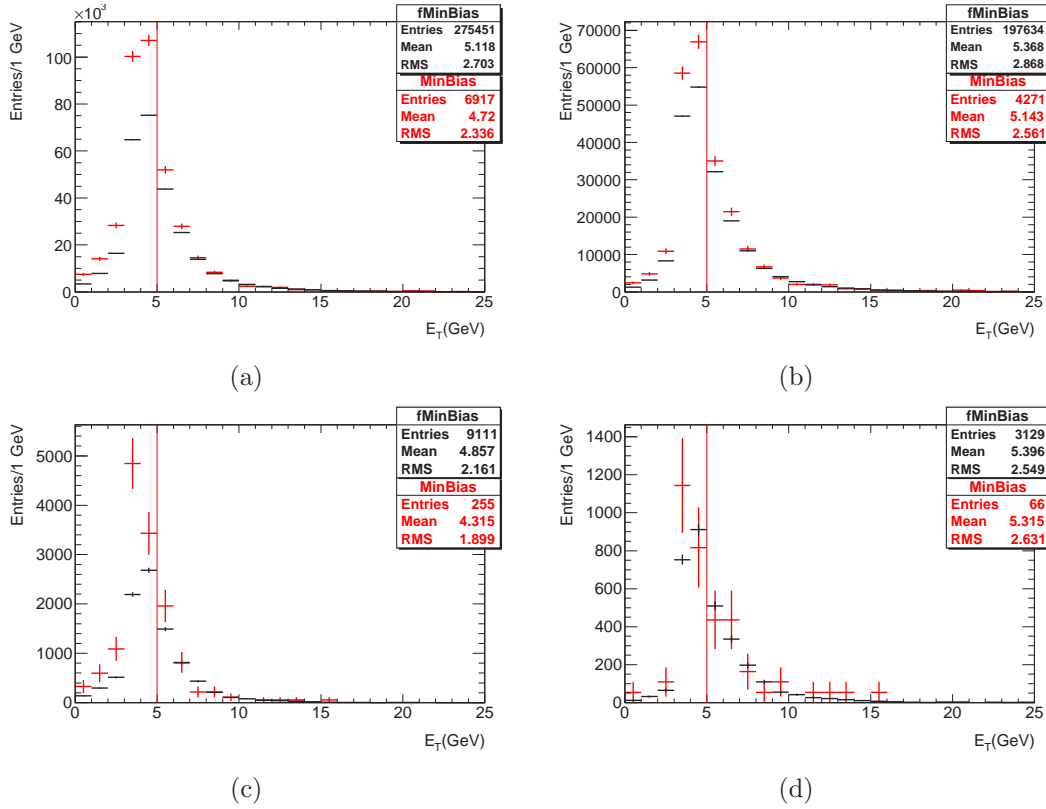 ×10³
Entries/1 GeV
100
80
60
40
20
0
0 5 10 15 20 25
E_T(GeV)
fMinBias
Entries 275451
Mean 5.118
RMS 2.703
MinBias
Entries 6917
Mean 4.72
RMS 2.336
(a)
Entries/1 GeV
70000
60000
50000
40000
30000
20000
10000
0
0 5 10 15 20 25
E_T(GeV)
fMinBias
Entries 197634
Mean 5.368
RMS 2.868
MinBias
Entries 4271
Mean 5.143
RMS 2.561
(b)
Entries/1 GeV
5000
4000
3000
2000
1000
0
0 5 10 15 20 25
E_T(GeV)
fMinBias
Entries 9111
Mean 4.857
RMS 2.161
MinBias
Entries 255
Mean 4.315
RMS 1.899
(c)
Entries/1 GeV
1400
1200
1000
800
600
400
200
0
0 5 10 15 20 25
E_T(GeV)
fMinBias
Entries 3129
Mean 5.396
RMS 2.549
MinBias
Entries 66
Mean 5.315
RMS 2.631
(d)